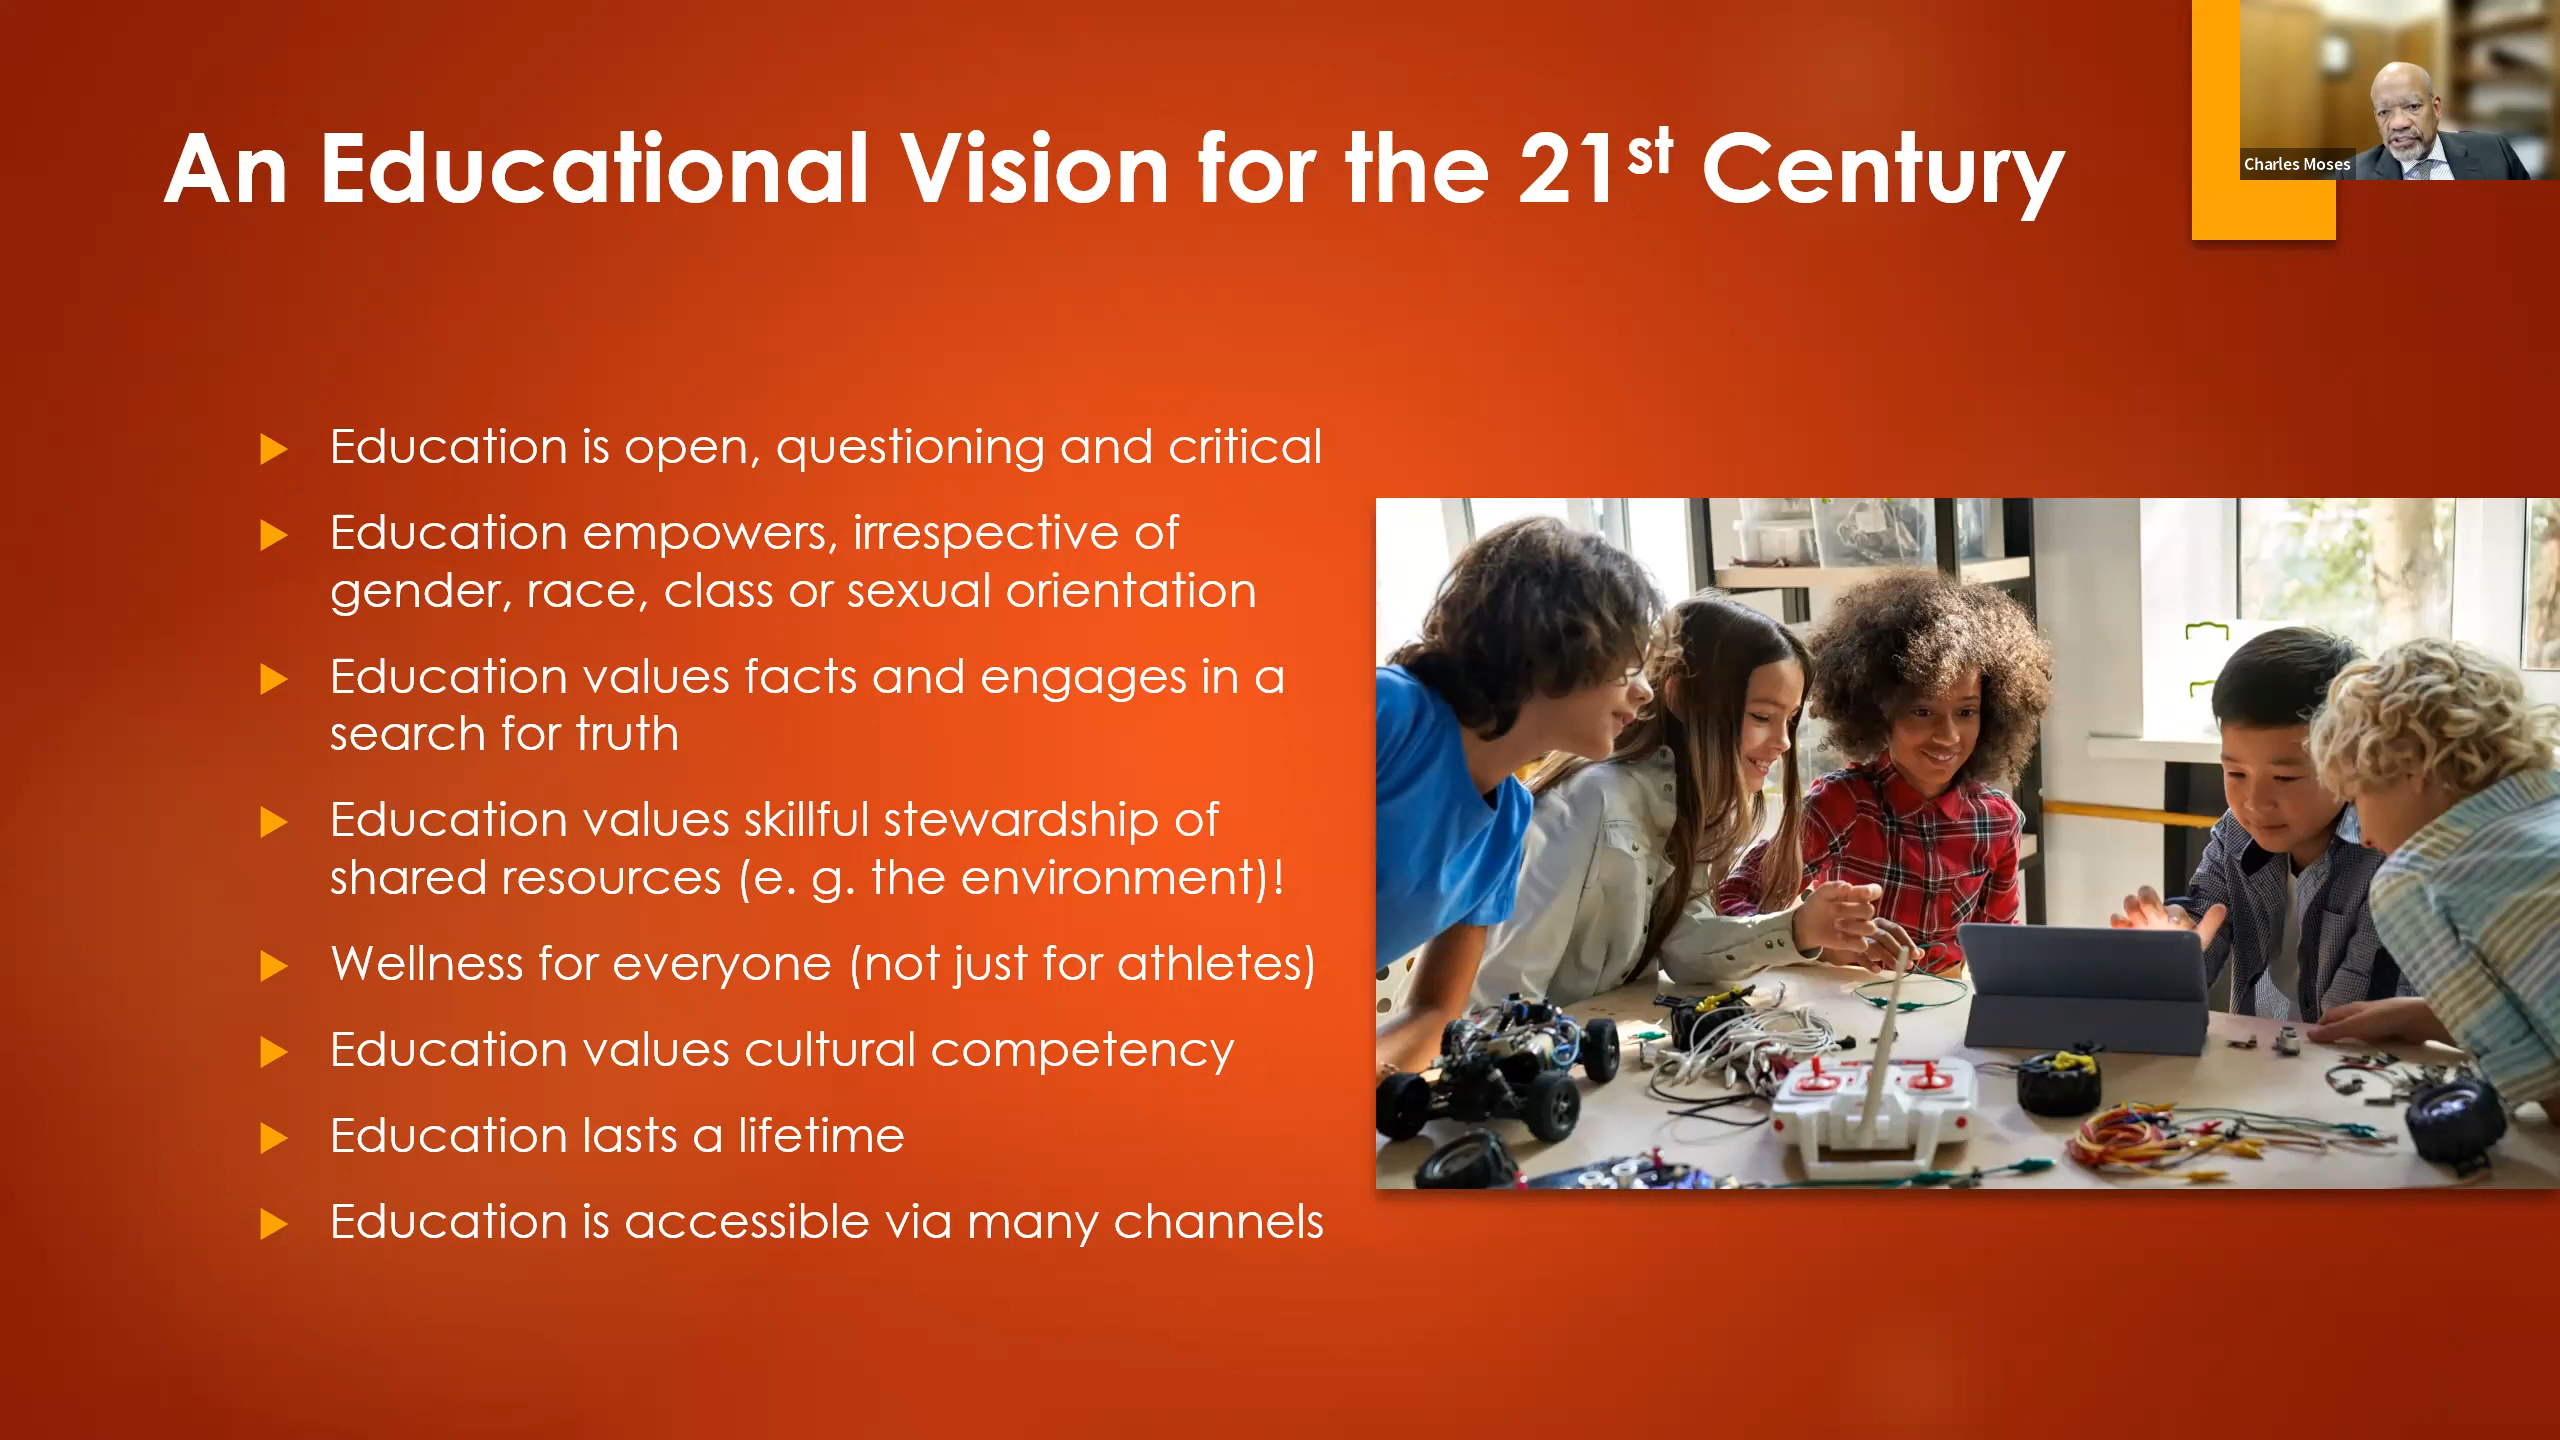 An Educational Vision for the 21st Century
Charles Moses
Education is open, questioning and critical
Education empowers, irrespective of
gender, race, class or sexual orientation
Education values facts and engages in a
search for truth
Education values skillful stewardship of
shared resources (e. g. the environment)!
Wellness for everyone (not just for athletes)
Education values cultural competency
Education lasts a lifetime
Education is accessible via many channels